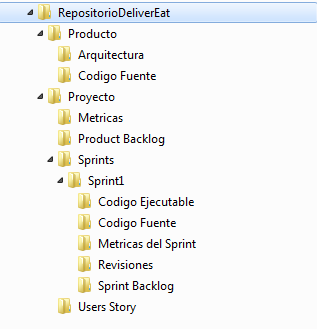 RepositorioDeliverEat
Producto
Arquitectura
Codigo Fuente
Proyecto
Metricas
Product Backlog
Sprints
Sprint1
Codigo Ejecutable
Codigo Fuente
Metricas del Sprint
Revisiones
Sprint Backlog
Users Story